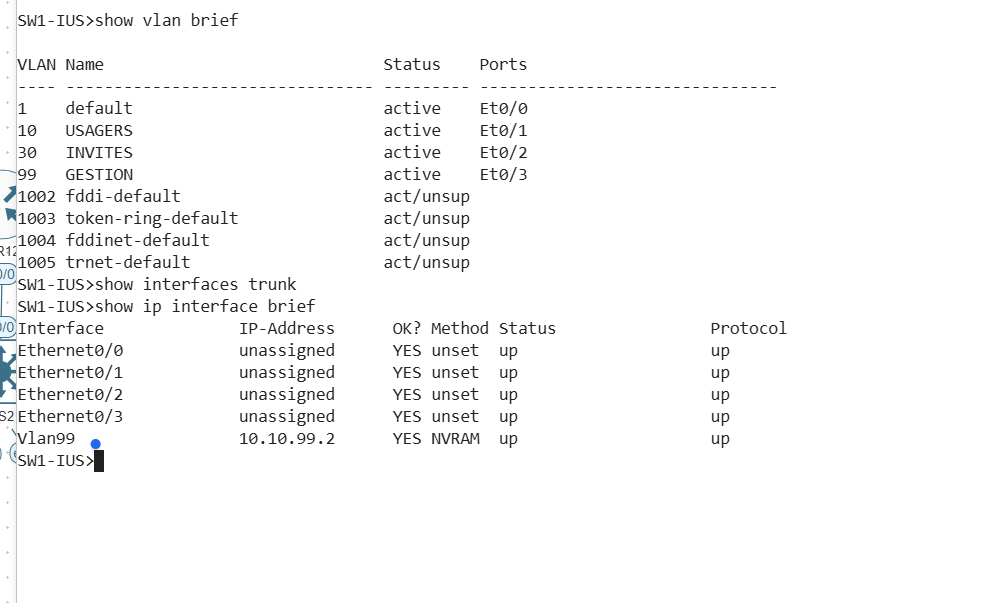 SW1-IUS>show vlan brief
VLAN Name                             Status    Ports
---- -------------------------------- --------- -------------------------------
1    default                          active    Et0/0
10   USAGERS                          active    Et0/1
30   INVITES                          active    Et0/2
99   GESTION                          active    Et0/3
1002 fddi-default                     act/unsup
1003 token-ring-default               act/unsup
1004 fddinet-default                  act/unsup
1005 trnet-default                    act/unsup
SW1-IUS>show interfaces trunk
SW1-IUS>show ip interface brief
Interface              IP-Address      OK? Method Status                Protocol
Ethernet0/0            unassigned      YES unset  up                    up
Ethernet0/1            unassigned      YES unset  up                    up
Ethernet0/2            unassigned      YES unset  up                    up
Ethernet0/3            unassigned      YES unset  up                    up
Vlan99                 10.10.99.2      YES NVRAM  up                    up
SW1-IUS>